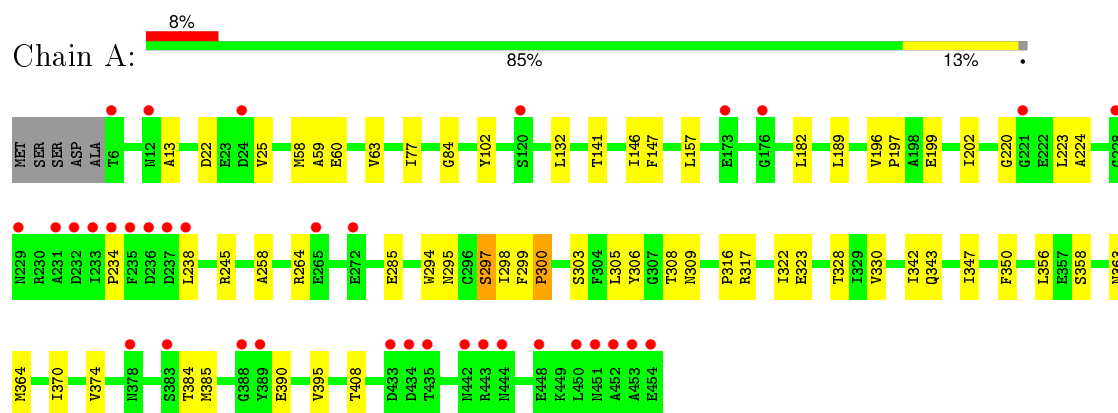 8%
Chain A:
85%
13%
MET SER SER ASP ALA T6 N12 A13 D22 E23 D24 V25 M58 A59 E60 V63 I77 G84 Y102 S120 L132 T141 I146 F147 L157 E173 G176 L182 L189 V196 P197 A198 E199 I202 G220 G221 E222 L223 A224 G228
N229 R230 A231 D232 I233 P234 F235 D236 D237 L238 R245 A258 R264 E265 E272 E285 W294 N295 C296 S297 I298 F299 P300 S303 F304 L305 Y306 G307 T308 N309 P316 R317 I322 E323 T328 I329 V330 I342 Q343 I347 F350 L356 E357 S358 N363
M364 I370 V374 N378 S383 T384 M385 G388 Y389 E390 V395 T408 D433 D434 T435 N442 R443 N444 E448 K449 L450 N451 A452 A453 E454